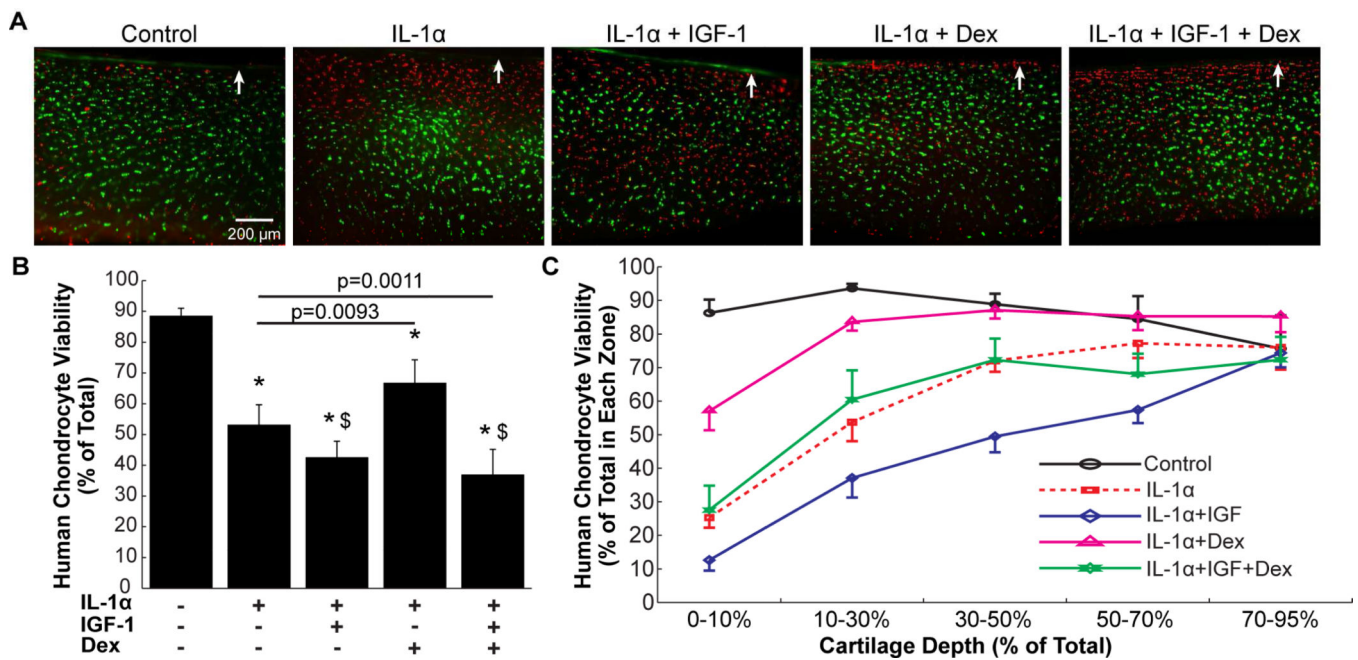 A
Control
IL-1α
IL-1α + IGF-1
IL-1α + Dex
IL-1α + IGF-1 + Dex
200 µm
B
Human Chondrocyte Viability
(% of Total)
100
90
80
70
60
50
40
30
20
10
0
p=0.0011
p=0.0093
*
* $
*
* $
IL-1α - + + + +
IGF-1 - - + - +
Dex - - - + +
C
Human Chondrocyte Viability
(% of Total in Each Zone)
100
90
80
70
60
50
40
30
20
10
0
Control
IL-1α
IL-1α+IGF
IL-1α+Dex
IL-1α+IGF+Dex
0-10% 10-30% 30-50% 50-70% 70-95%
Cartilage Depth (% of Total)